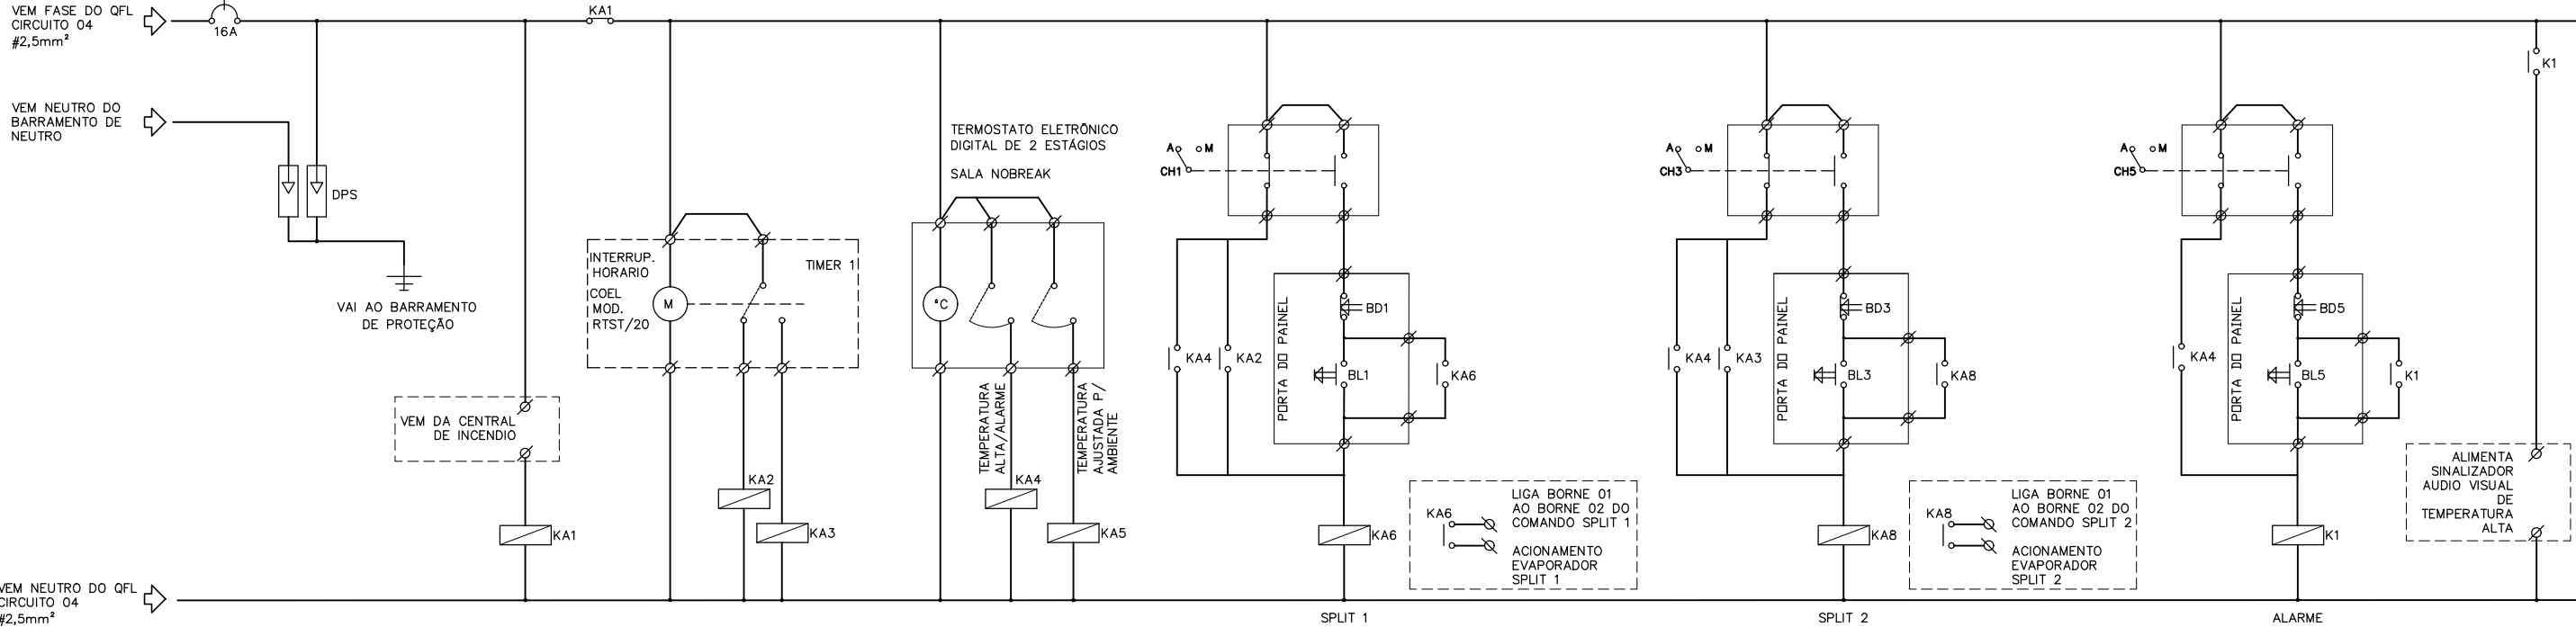 VEM FASE DO QFL
CIRCUITO 04
#2,5mm²
16A
VEM NEUTRO DO
BARRAMENTO DE
NEUTRO
DPS
VAI AO BARRAMENTO
DE PROTEÇÃO
VEM DA CENTRAL
DE INCENDIO
KA1
KA1
INTERRUP.
HORARIO
TIMER 1
COEL
MOD.
RTST/20
M
KA2
KA3
TERMOSTATO ELETRÔNICO
DIGITAL DE 2 ESTÁGIOS
SALA NOBREAK
°C
TEMPERATURA
ALTA/ALARME
TEMPERATURA
AJUSTADA P/
AMBIENTE
KA4
KA5
A M
CH1
PORTA DO PAINEL
BD1
KA4
KA2
BL1
KA6
KA6
KA6
LIGA BORNE 01
AO BORNE 02 DO
COMANDO SPLIT 1
ACIONAMENTO
EVAPORADOR
SPLIT 1
SPLIT 1
A M
CH3
PORTA DO PAINEL
BD3
KA4
KA3
BL3
KA8
KA8
KA8
LIGA BORNE 01
AO BORNE 02 DO
COMANDO SPLIT 2
ACIONAMENTO
EVAPORADOR
SPLIT 2
SPLIT 2
A M
CH5
PORTA DO PAINEL
BD5
KA4
BL5
K1
K1
ALARME
K1
ALIMENTA
SINALIZADOR
AUDIO VISUAL
DE
TEMPERATURA
ALTA
VEM NEUTRO DO QFL
CIRCUITO 04
#2,5mm²